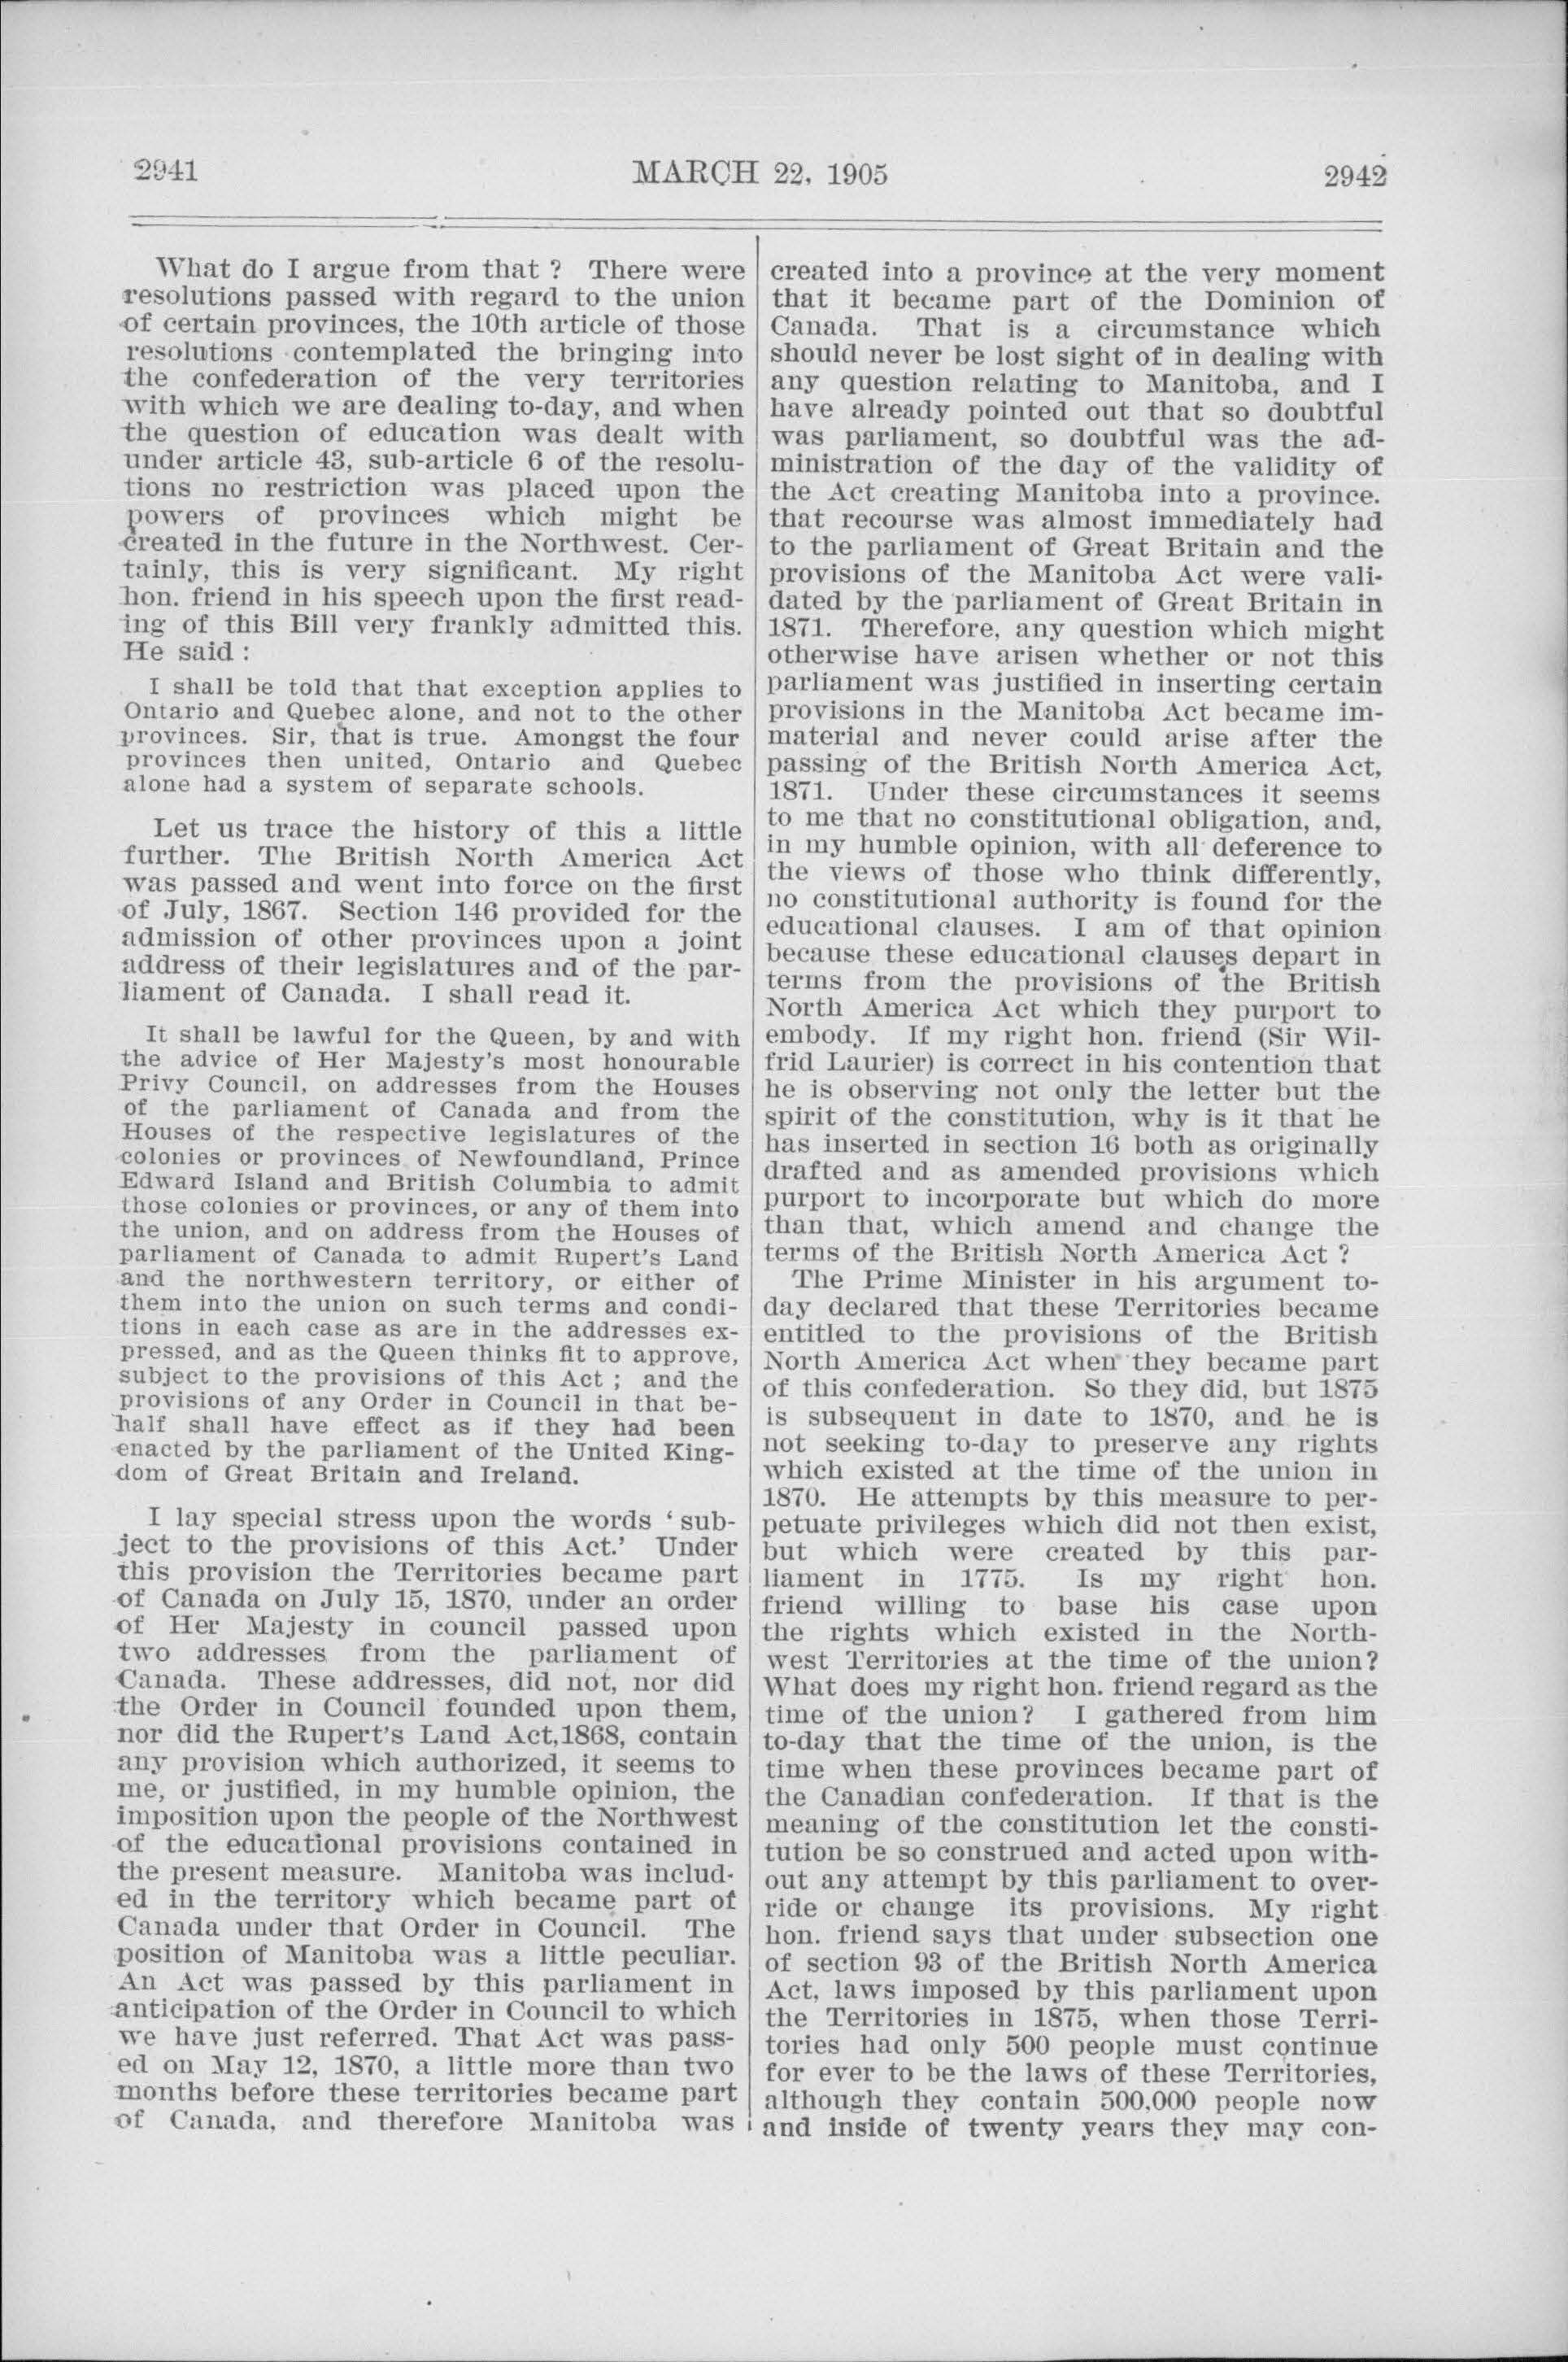 2941
MARCH 22, 1905
2942
What do I argue from that ? There were
resolutions passed with regard to the union
of certain provinces, the 10th article of those
resolutions contemplated the bringing into
the confederation of the very territories
with which we are dealing to-day, and when
the question of education was dealt with
under article 43, sub-article 6 of the resolu-
tions no restriction was placed upon the
powers of provinces which might be
created in the future in the Northwest. Cer-
tainly, this is very significant. My right
hon. friend in his speech upon the first read-
ing of this Bill very frankly admitted this.
He said :
I shall be told that that exception applies to
Ontario and Quebec alone, and not to the other
provinces. Sir, that is true. Amongst the four
provinces then united, Ontario and Quebec
alone had a system of separate schools.
Let us trace the history of this a little
further. The British North America Act
was passed and went into force on the first
of July, 1867. Section 146 provided for the
admission of other provinces upon a joint
address of their legislatures and of the par-
liament of Canada. I shall read it.
It shall be lawful for the Queen, by and with
the advice of Her Majesty's most honourable
Privy Council, on addresses from the Houses
of the parliament of Canada and from the
Houses of the respective legislatures of the
colonies or provinces of Newfoundland, Prince
Edward Island and British Columbia to admit
those colonies or provinces, or any of them into
the union, and on address from the Houses of
parliament of Canada to admit Rupert's Land
and the northwestern territory, or either of
them into the union on such terms and condi-
tions in each case as are in the addresses ex-
pressed, and as the Queen thinks fit to approve,
subject to the provisions of this Act ; and the
provisions of any Order in Council in that be-
half shall have effect as if they had been
enacted by the parliament of the United King-
dom of Great Britain and Ireland.
I lay special stress upon the words ‘ sub-
ject to the provisions of this Act.’ Under
this provision the Territories became part
of Canada on July 15, 1870, under an order
of Her Majesty in council passed upon
two addresses from the parliament of
Canada. These addresses, did not, nor did
the Order in Council founded upon them,
nor did the Rupert's Land Act,1868, contain
any provision which authorized, it seems to
me, or justified, in my humble opinion, the
imposition upon the people of the Northwest
of the educational provisions contained in
the present measure. Manitoba was includ-
ed in the territory which became part of
Canada under that Order in Council. The
position of Manitoba was a little peculiar.
An Act was passed by this parliament in
anticipation of the Order in Council to which
we have just referred. That Act was pass-
ed on May 12, 1870, a little more than two
months before these territories became part
of Canada, and therefore Manitoba was
created into a province at the very moment
that it became part of the Dominion of
Canada. That is a circumstance which
should never be lost sight of in dealing with
any question relating to Manitoba, and I
have already pointed out that so doubtful
was parliament, so doubtful was the ad-
ministration of the day of the validity of
the Act creating Manitoba into a province.
that recourse was almost immediately had
to the parliament of Great Britain and the
provisions of the Manitoba Act were vali-
dated by the parliament of Great Britain in
1871. Therefore, any question which might
otherwise have arisen whether or not this
parliament was justified in inserting certain
provisions in the Manitoba Act became im-
material and never could arise after the
passing of the British North America Act,
1871. Under these circumstances it seems
to me that no constitutional obligation, and,
in my humble opinion, with all deference to
the views of those who think differently,
no constitutional authority is found for the
educational clauses. I am of that opinion
because these educational clauses depart in
terms from the provisions of the British
North America Act which they purport to
embody. If my right hon. friend (Sir Wil-
frid Laurier) is correct in his contention that
he is observing not only the letter but the
spirit of the constitution, why is it that he
has inserted in section 16 both as originally
drafted and as amended provisions which
purport to incorporate but which do more
than that, which amend and change the
terms of the British North America Act ?
The Prime Minister in his argument to-
day declared that these Territories became
entitled to the provisions of the British
North America Act when they became part
of this confederation. So they did, but 1875
is subsequent in date to 1870, and he is
not seeking to-day to preserve any rights
which existed at the time of the union in
1870. He attempts by this measure to per-
petuate privileges which did not then exist,
but which were created by this par-
liament in 1775. Is my right hon.
friend willing to base his case upon
the rights which existed in the North-
west Territories at the time of the union?
What does my right hon. friend regard as the
time of the union? I gathered from him
to-day that the time of the union, is the
time when these provinces became part of
the Canadian confederation. If that is the
meaning of the constitution let the consti-
tution be so construed and acted upon with-
out any attempt by this parliament to over-
ride or change its provisions. My right
hon. friend says that under subsection one
of section 93 of the British North America
Act, laws imposed by this parliament upon
the Territories in 1875, when those Terri-
tories had only 500 people must continue
for ever to be the laws of these Territories,
although they contain 500,000 people now
and inside of twenty years they may con-